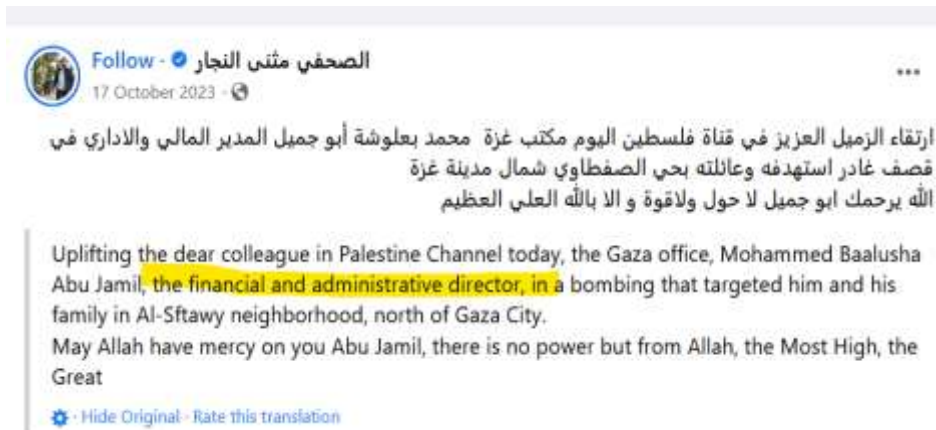 الصحفي مثنى النجار · Follow
17 October 2023 ·
ارتقاء الزميل العزيز في قناة فلسطين اليوم مكتب غزة محمد بعلوشة أبو جميل المدير المالي والاداري في
قصف غادر استهدفه وعائلته بحي الصفطاوي شمال مدينة غزة
الله يرحمك ابو جميل لا حول ولاقوة و الا بالله العلي العظيم
Uplifting the dear colleague in Palestine Channel today, the Gaza office, Mohammed Baalusha
Abu Jamil, the financial and administrative director, in a bombing that targeted him and his
family in Al-Sftawy neighborhood, north of Gaza City.
May Allah have mercy on you Abu Jamil, there is no power but from Allah, the Most High, the
Great
· Hide Original · Rate this translation